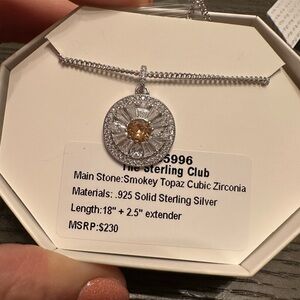 5996
The Sterling Club
Main Stone:Smokey Topaz Cubic Zirconia
Materials: .925 Solid Sterling Silver
Length:18" + 2.5" extender
MSRP:$230